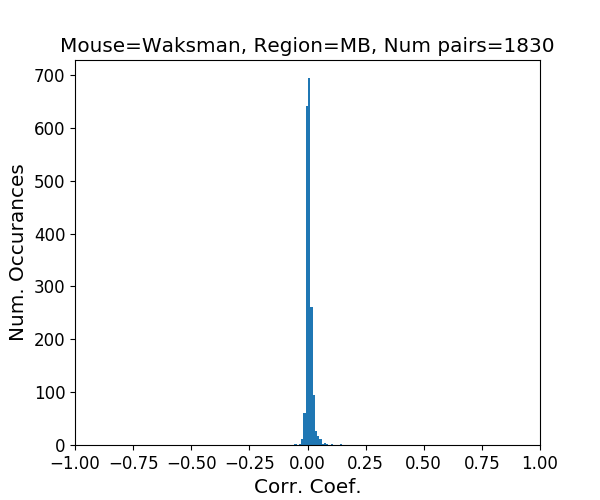 Mouse=Waksman, Region=MB, Num pairs=1830
Num. Occurances
700
600
500
400
300
200
100
0
−1.00 −0.75 −0.50 −0.25 0.00 0.25 0.50 0.75 1.00
Corr. Coef.